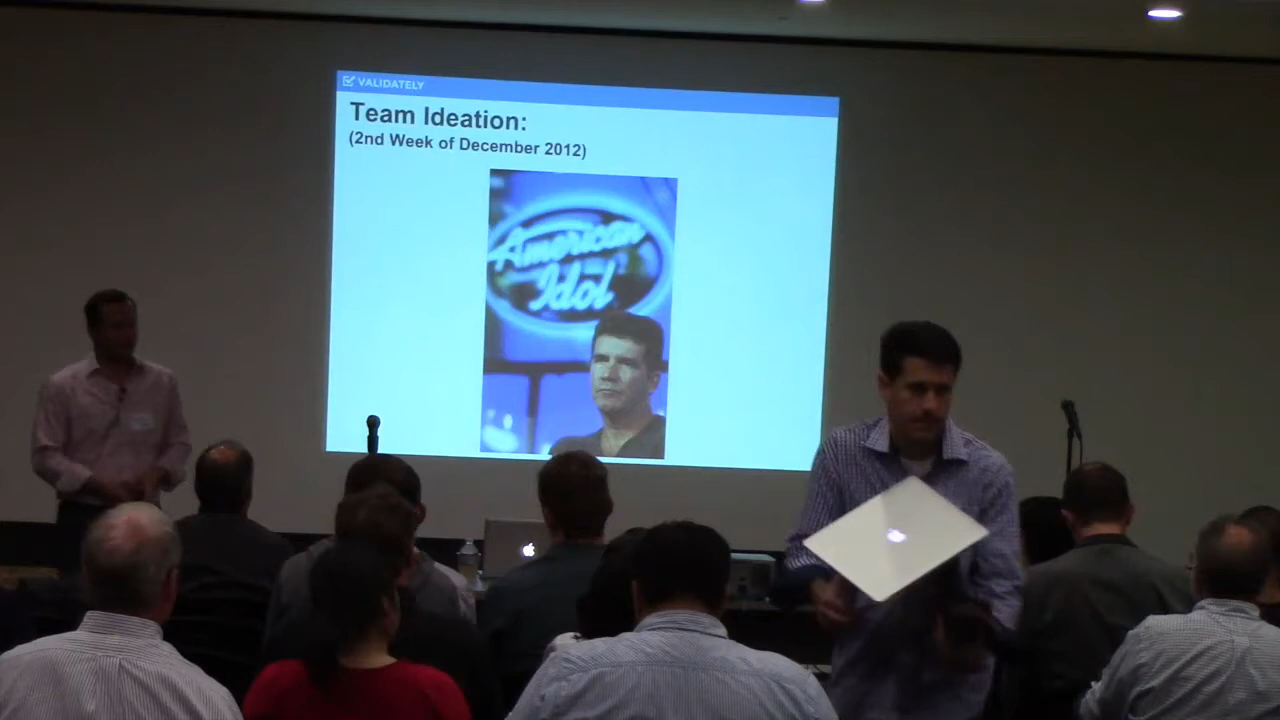 VALIDATELY
Team Ideation:
(2nd Week of December 2012)
American
Idol